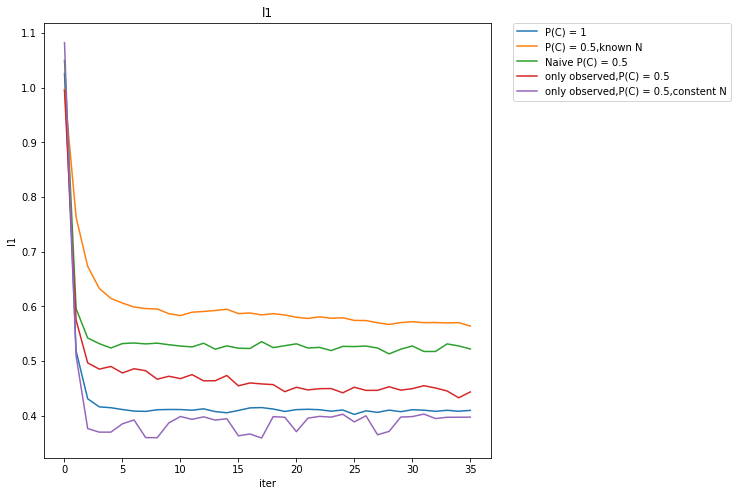 l1
P(C) = 1
P(C) = 0.5,known N
Naive P(C) = 0.5
only observed,P(C) = 0.5
only observed,P(C) = 0.5,constent N
1.1
1.0
0.9
0.8
0.7
0.6
0.5
0.4
l1
0 5 10 15 20 25 30 35
iter